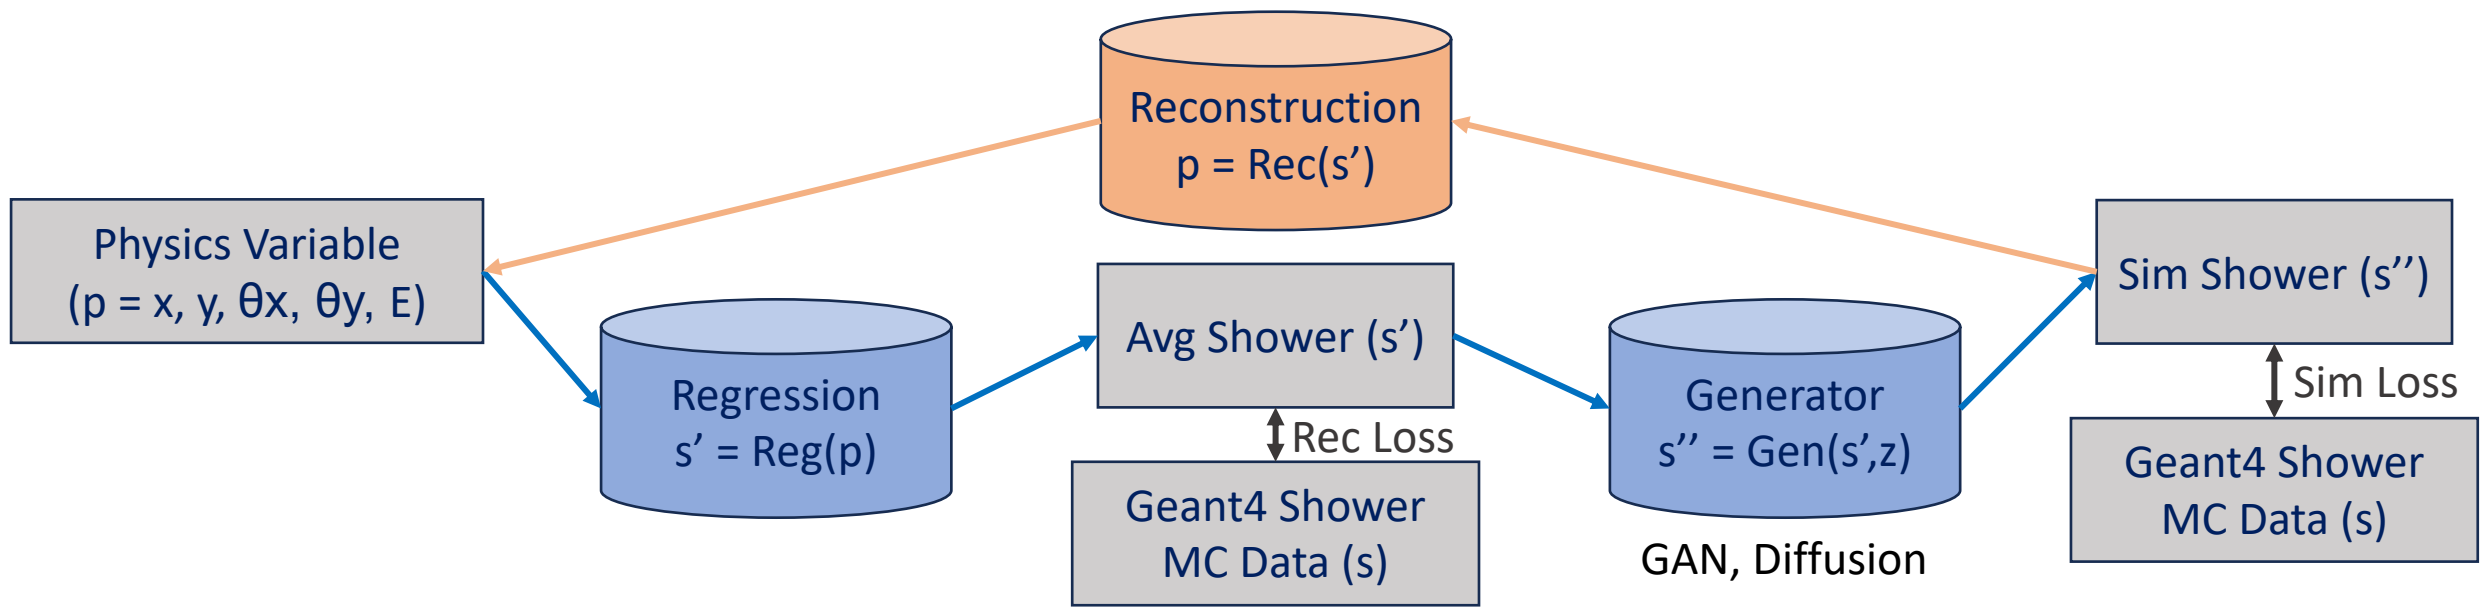 Reconstruction
p = Rec(s’)
Physics Variable
(p = x, y, θx, θy, E)
Regression
s’ = Reg(p)
Avg Shower (s’)
Rec Loss
Geant4 Shower
MC Data (s)
Generator
s’’ = Gen(s’,z)
GAN, Diffusion
Sim Shower (s’’)
Sim Loss
Geant4 Shower
MC Data (s)